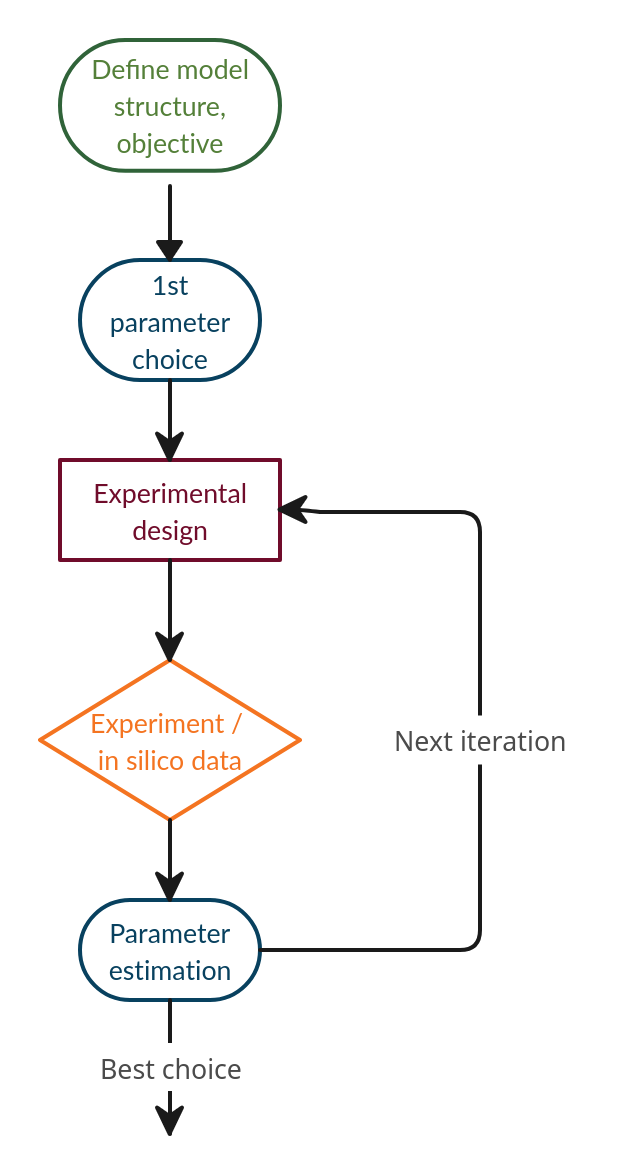 Define model
structure,
objective
1st
parameter
choice
Experimental
design
Experiment /
in silico data
Next iteration
Parameter
estimation
Best choice